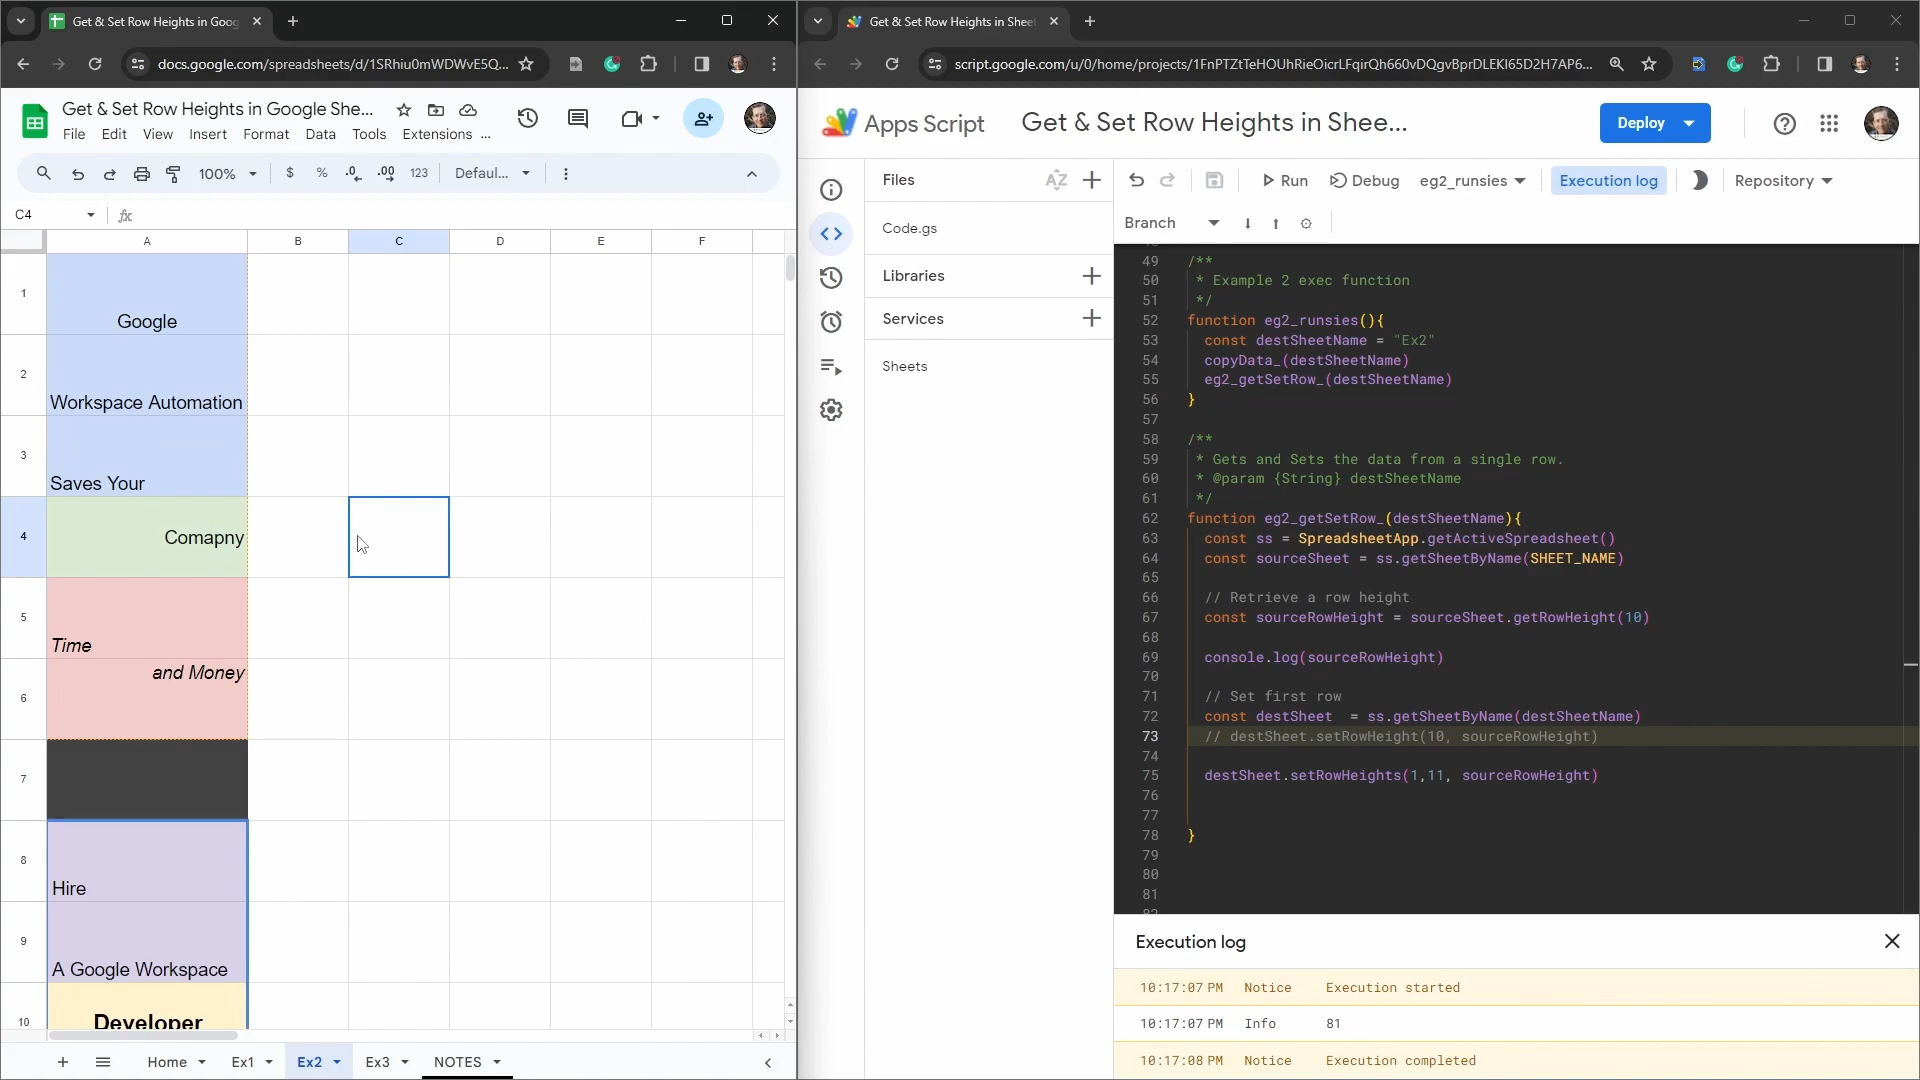 Get & Set Row Heights in Goog
docs.google.com/spreadsheets/d/1SRhiu0mWDWvE5Q...
Get & Set Row Heights in Google She...
File Edit View Insert Format Data Tools Extensions ...
100% $ % .0 .00 123 Defaul...
C4 fx
A B C D E F
1 Google
2 Workspace Automation
3 Saves Your
4 Comapny
5 Time
6 and Money
7
8 Hire
9 A Google Workspace
10 Developer
Home Ex1 Ex2 Ex3 NOTES
Get & Set Row Heights in Shee
script.google.com/u/0/home/projects/1FnPTZtTeHOUhRieOicrLFqirQh660vDQgvBprDLEKI65D2H7AP6...
Apps Script Get & Set Row Heights in Shee...
Deploy
Files AZ
Code.gs
Libraries
Services
Sheets
Run Debug eg2_runsies Execution log Repository
Branch
49 /**
50 * Example 2 exec function
51 */
52 function eg2_runsies(){
53 const destSheetName = "Ex2"
54 copyData_(destSheetName)
55 eg2_getSetRow_(destSheetName)
56 }
57
58 /**
59 * Gets and Sets the data from a single row.
60 * @param {String} destSheetName
61 */
62 function eg2_getSetRow_(destSheetName){
63 const ss = SpreadsheetApp.getActiveSpreadsheet()
64 const sourceSheet = ss.getSheetByName(SHEET_NAME)
65
66 // Retrieve a row height
67 const sourceRowHeight = sourceSheet.getRowHeight(10)
68
69 console.log(sourceRowHeight)
70
71 // Set first row
72 const destSheet = ss.getSheetByName(destSheetName)
73 // destSheet.setRowHeight(10, sourceRowHeight)
74
75 destSheet.setRowHeights(1,11, sourceRowHeight)
76
77
78 }
79
80
81
82
Execution log
10:17:07 PM Notice Execution started
10:17:07 PM Info 81
10:17:08 PM Notice Execution completed